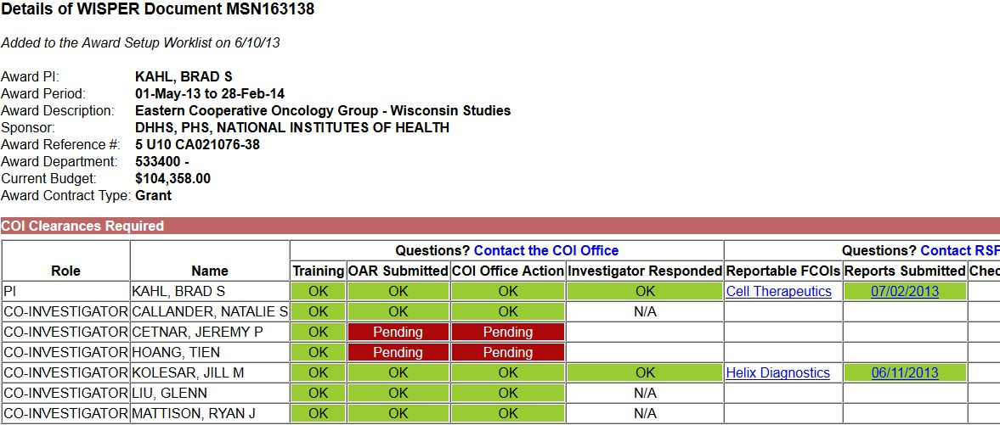 Details of WISPER Document MSN163138
Added to the Award Setup Worklist on 6/10/13
Award PI: KAHL, BRAD S
Award Period: 01-May-13 to 28-Feb-14
Award Description: Eastern Cooperative Oncology Group - Wisconsin Studies
Sponsor: DHHS, PHS, NATIONAL INSTITUTES OF HEALTH
Award Reference #: 5 U10 CA021076-38
Award Department: 533400 -
Current Budget: $104,358.00
Award Contract Type: Grant
COI Clearances Required
Questions? Contact the COI Office Questions? Contact RSP
Role Name Training OAR Submitted COI Office Action Investigator Responded Reportable FCOIs Reports Submitted Chec
PI KAHL, BRAD S OK OK OK OK Cell Therapeutics 07/02/2013
CO-INVESTIGATOR CALLANDER, NATALIE S OK OK OK N/A
CO-INVESTIGATOR CETNAR, JEREMY P OK Pending Pending
CO-INVESTIGATOR HOANG, TIEN OK Pending Pending
CO-INVESTIGATOR KOLESAR, JILL M OK OK OK OK Helix Diagnostics 06/11/2013
CO-INVESTIGATOR LIU, GLENN OK OK OK N/A
CO-INVESTIGATOR MATTISON, RYAN J OK OK OK N/A